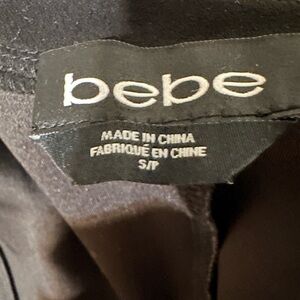 bebe
MADE IN CHINA
FABRIQUÉ EN CHINE
S/P